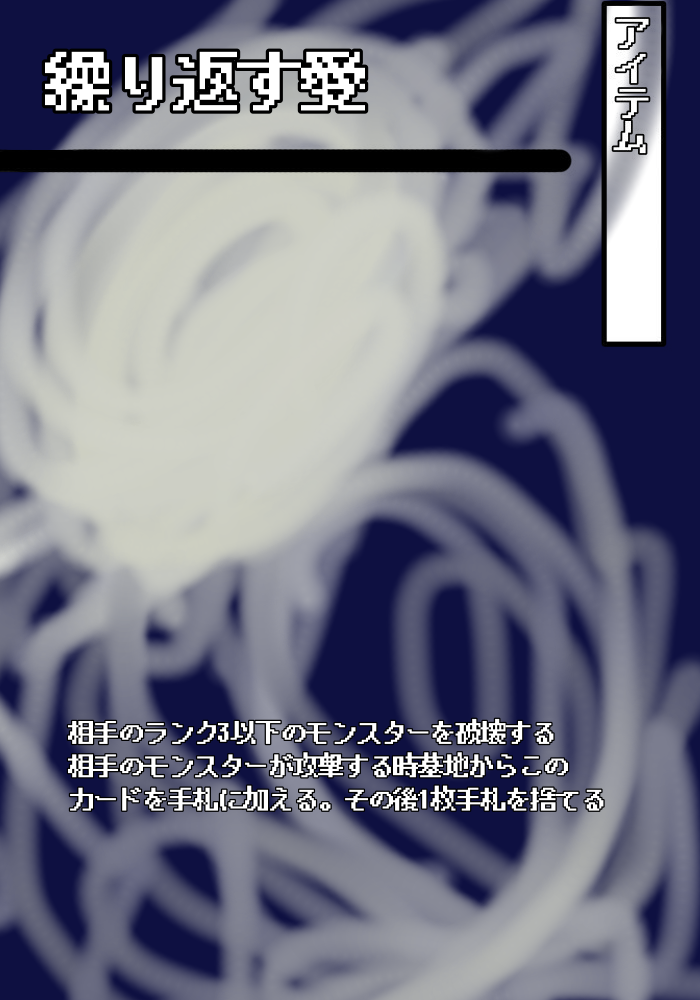 繰り返す愛
アイテム
相手のランク3以下のモンスターを破壊する
相手のモンスターが攻撃する時墓地からこの
カードを手札に加える。その後1枚手札を捨てる